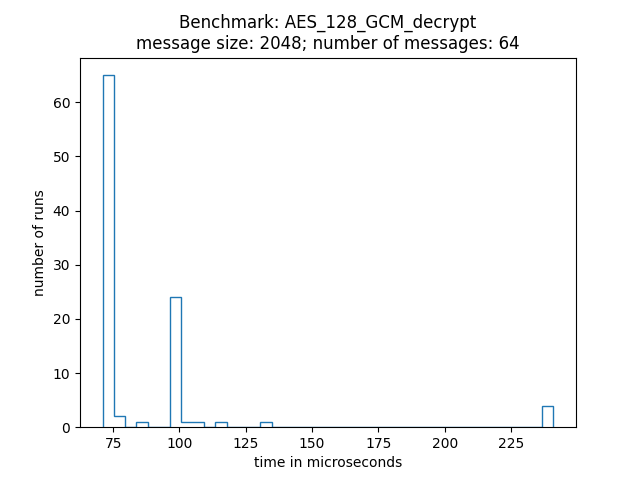 Benchmark: AES_128_GCM_decrypt
message size: 2048; number of messages: 64
number of runs
60
50
40
30
20
10
0
75 100 125 150 175 200 225
time in microseconds